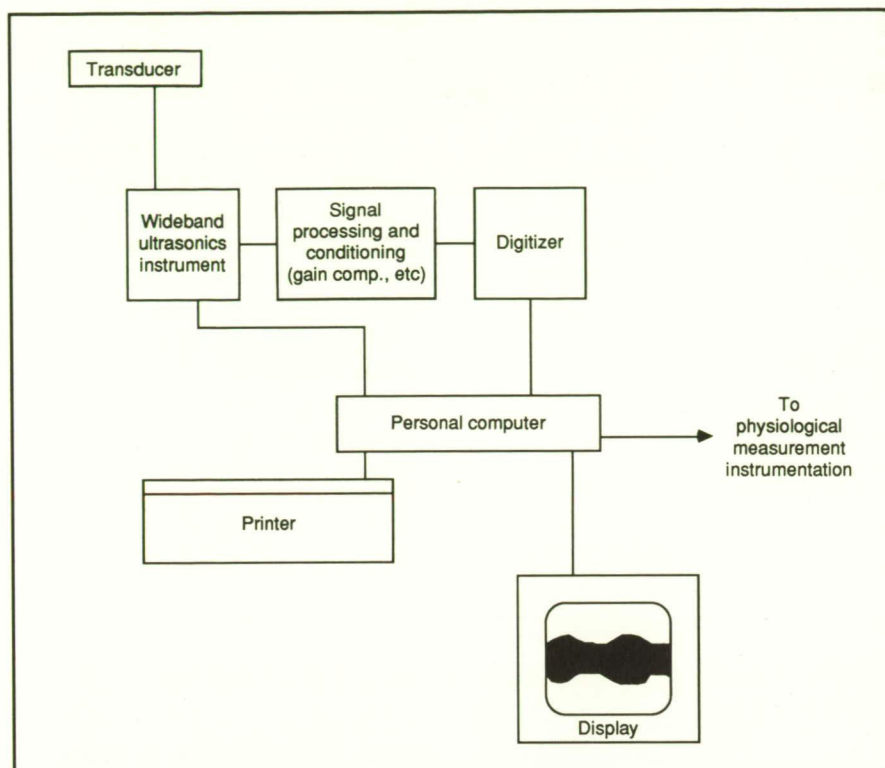 Transducer
Wideband
ultrasonics
instrument
Signal
processing and
conditioning
(gain comp., etc)
Digitizer
Personal computer
To
physiological
measurement
instrumentation
Printer
Display